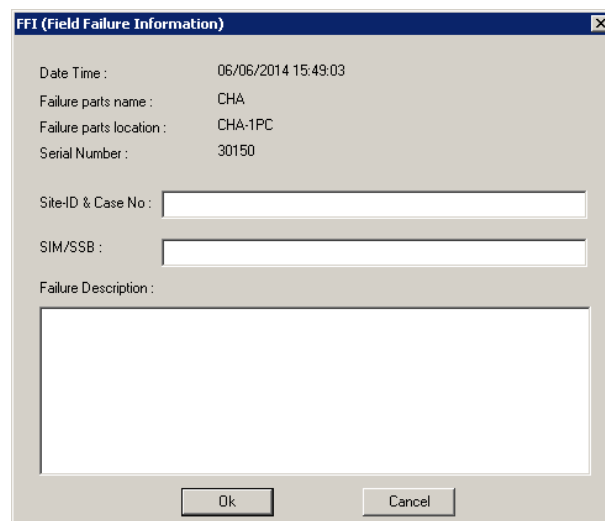 FFI (Field Failure Information)
Date Time : 06/06/2014 15:49:03
Failure parts name : CHA
Failure parts location : CHA-1PC
Serial Number : 30150
Site-ID & Case No :
SIM/SSB :
Failure Description :
Ok Cancel